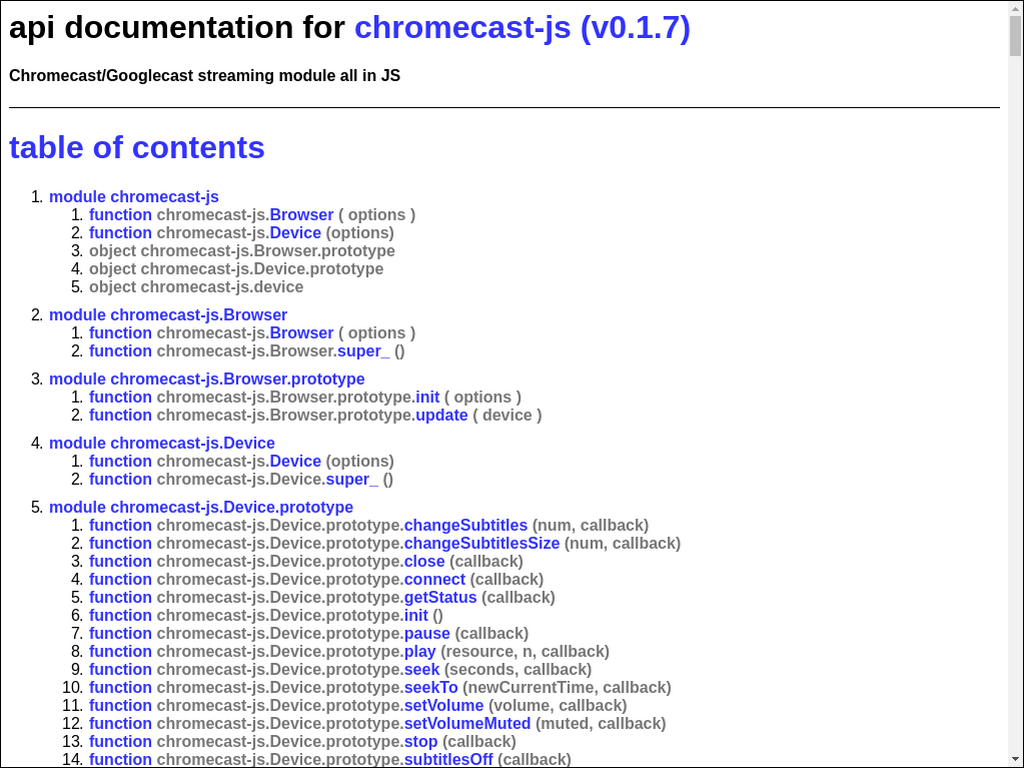 api documentation for chromecast-js (v0.1.7)
Chromecast/Googlecast streaming module all in JS
table of contents
1. module chromecast-js
1. function chromecast-js.Browser ( options )
2. function chromecast-js.Device (options)
3. object chromecast-js.Browser.prototype
4. object chromecast-js.Device.prototype
5. object chromecast-js.device
2. module chromecast-js.Browser
1. function chromecast-js.Browser ( options )
2. function chromecast-js.Browser.super_ ()
3. module chromecast-js.Browser.prototype
1. function chromecast-js.Browser.prototype.init ( options )
2. function chromecast-js.Browser.prototype.update ( device )
4. module chromecast-js.Device
1. function chromecast-js.Device (options)
2. function chromecast-js.Device.super_ ()
5. module chromecast-js.Device.prototype
1. function chromecast-js.Device.prototype.changeSubtitles (num, callback)
2. function chromecast-js.Device.prototype.changeSubtitlesSize (num, callback)
3. function chromecast-js.Device.prototype.close (callback)
4. function chromecast-js.Device.prototype.connect (callback)
5. function chromecast-js.Device.prototype.getStatus (callback)
6. function chromecast-js.Device.prototype.init ()
7. function chromecast-js.Device.prototype.pause (callback)
8. function chromecast-js.Device.prototype.play (resource, n, callback)
9. function chromecast-js.Device.prototype.seek (seconds, callback)
10. function chromecast-js.Device.prototype.seekTo (newCurrentTime, callback)
11. function chromecast-js.Device.prototype.setVolume (volume, callback)
12. function chromecast-js.Device.prototype.setVolumeMuted (muted, callback)
13. function chromecast-js.Device.prototype.stop (callback)
14. function chromecast-js.Device.prototype.subtitlesOff (callback)